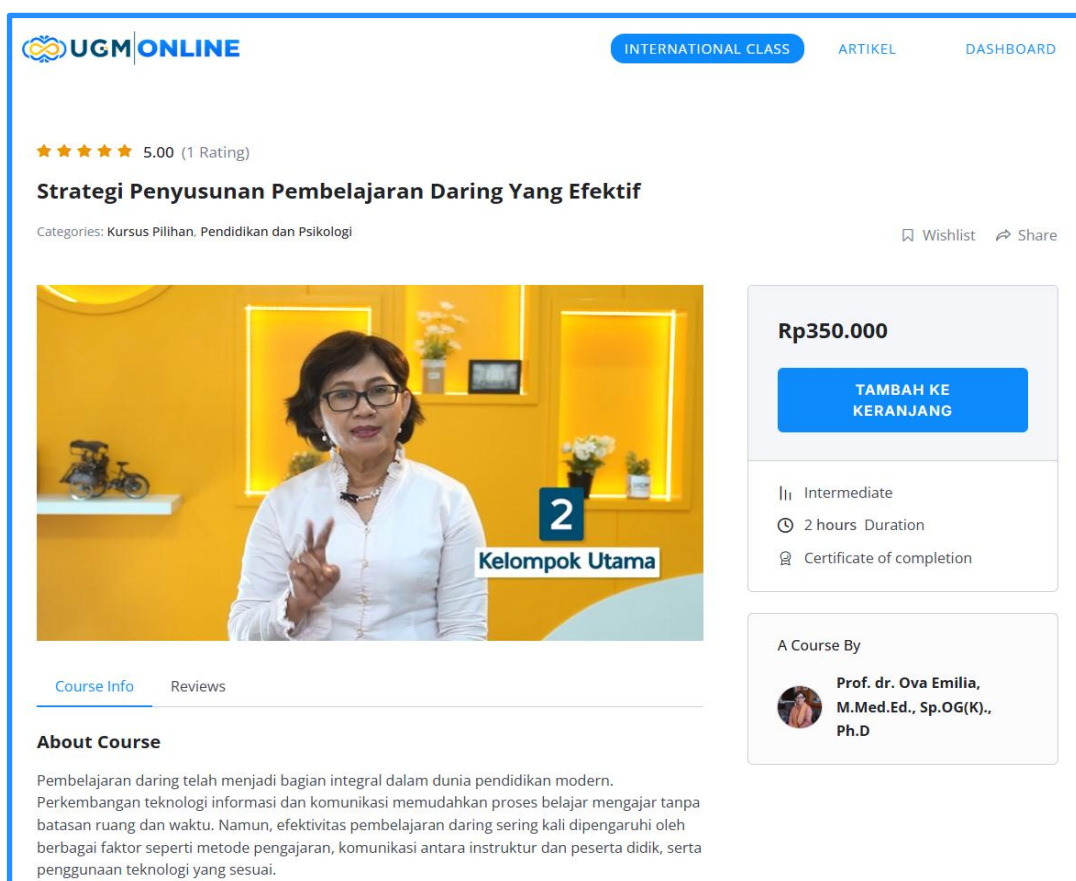 UGM ONLINE
INTERNATIONAL CLASS
ARTIKEL
DASHBOARD
5.00 (1 Rating)
Strategi Penyusunan Pembelajaran Daring Yang Efektif
Categories: Kursus Pilihan, Pendidikan dan Psikologi
Wishlist
Share
2
Kelompok Utama
UGM
Rp350.000
TAMBAH KE
KERANJANG
Intermediate
2 hours Duration
Certificate of completion
A Course By
Prof. dr. Ova Emilia,
M.Med.Ed., Sp.OG(K).,
Ph.D
Course Info
Reviews
About Course
Pembelajaran daring telah menjadi bagian integral dalam dunia pendidikan modern.
Perkembangan teknologi informasi dan komunikasi memudahkan proses belajar mengajar tanpa
batasan ruang dan waktu. Namun, efektivitas pembelajaran daring sering kali dipengaruhi oleh
berbagai faktor seperti metode pengajaran, komunikasi antara instruktur dan peserta didik, serta
penggunaan teknologi yang sesuai.